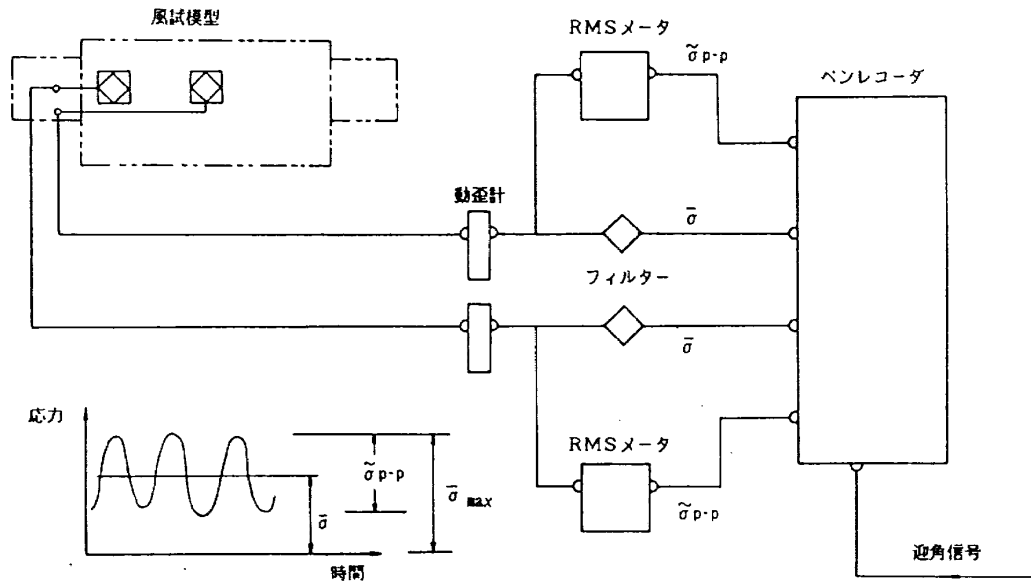 風試模型
RMSメータ
σ̃ p-p
ペンレコーダ
動歪計
σ̄
フィルター
σ̄
応力
RMSメータ
σ̃ p-p
σ̃ p-p
σ̄ max
σ̄
時間
迎角信号